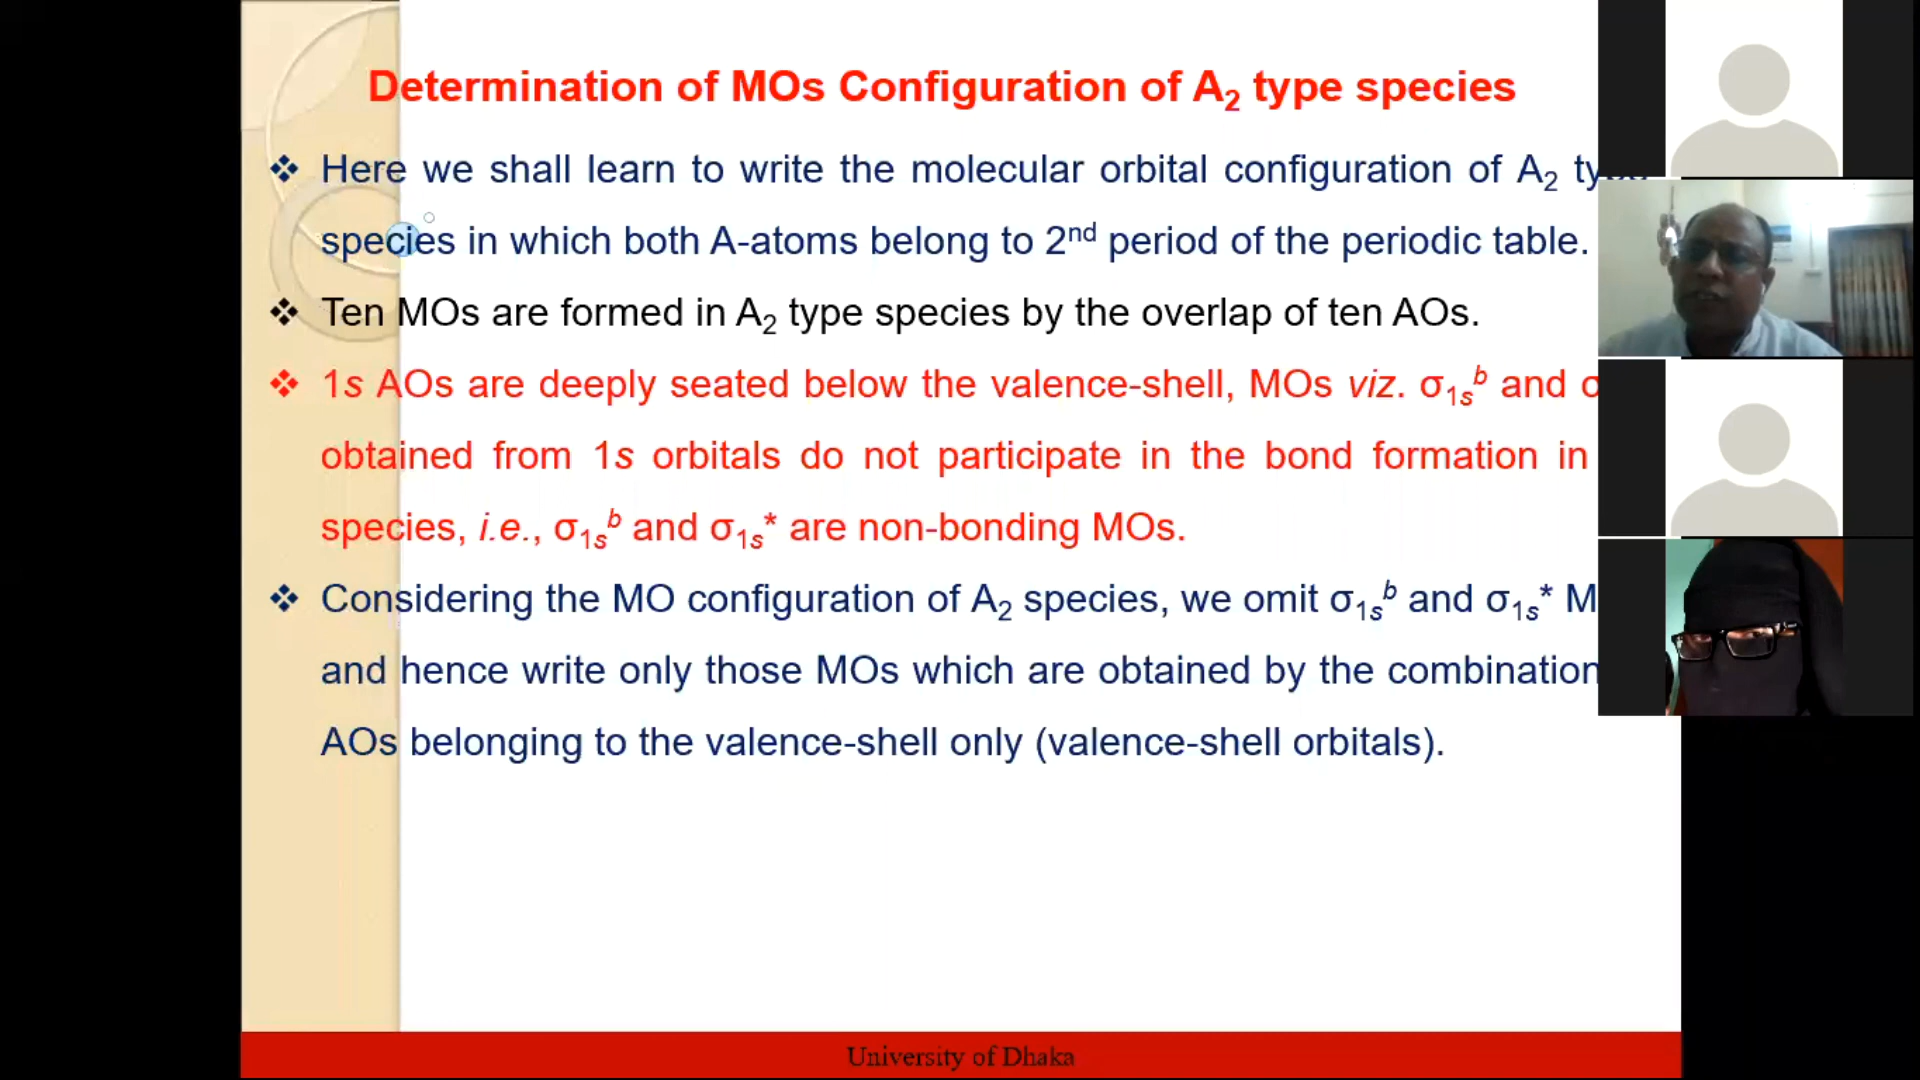 Determination of MOs Configuration of A₂ type species
❖ Here we shall learn to write the molecular orbital configuration of A₂
species in which both A-atoms belong to 2ⁿᵈ period of the periodic table.
❖ Ten MOs are formed in A₂ type species by the overlap of ten AOs.
❖ 1s AOs are deeply seated below the valence-shell, MOs viz. σ₁ₛᵇ and σ
obtained from 1s orbitals do not participate in the bond formation in
species, i.e., σ₁ₛᵇ and σ₁ₛ* are non-bonding MOs.
❖ Considering the MO configuration of A₂ species, we omit σ₁ₛᵇ and σ₁ₛ*
and hence write only those MOs which are obtained by the combination
AOs belonging to the valence-shell only (valence-shell orbitals).
University of Dhaka